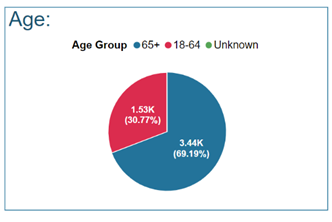 Age:
Age Group 65+ 18-64 Unknown
1.53K
(30.77%)
3.44K
(69.19%)